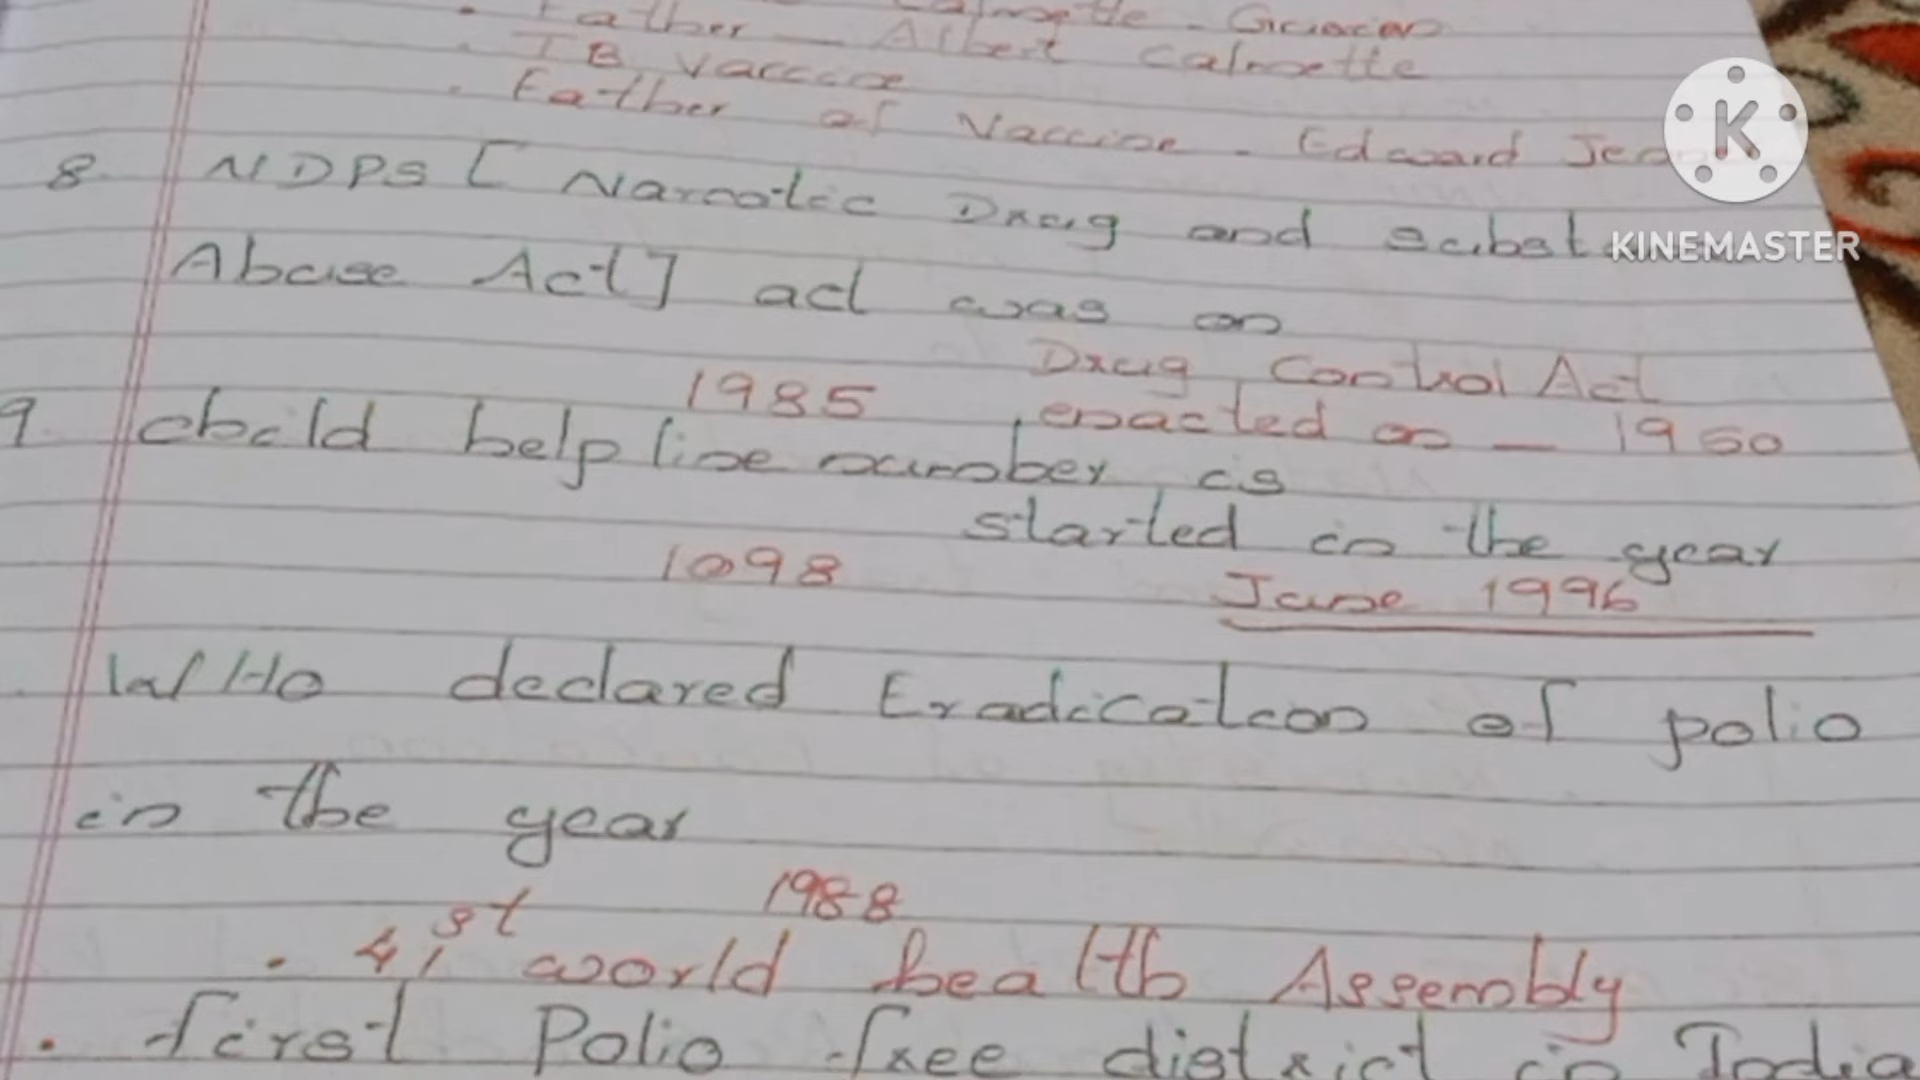 Calmette - Guerin
Father - Albert Calmette
TB Vaccine
Father of Vaccine - Edward
8 NDPS [ Narcotic Drug and subst
Abuse Act] act was on
1985
Drug Control Act
enacted on - 1950
9 child help line number is
started in the year
1098
June 1996
WHO declared Eradication of polio
in the year
1988
41st world health Assembly
first Polio free district in India
K
KINEMASTER